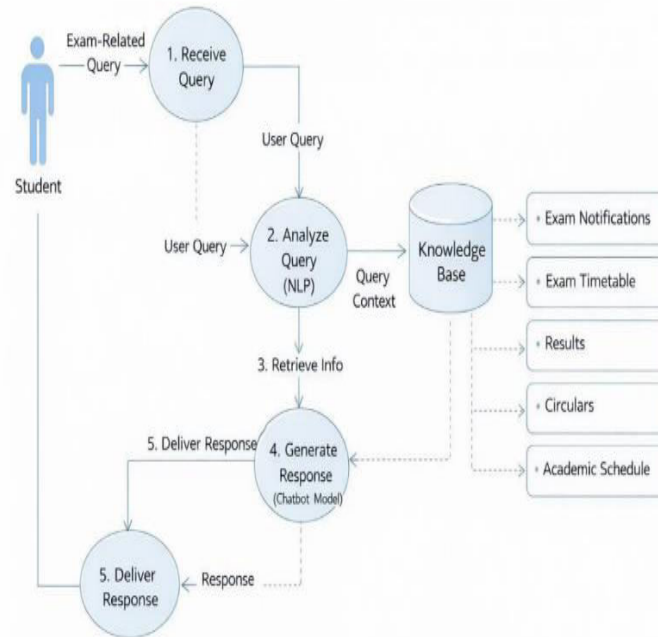 Exam-Related
Query
1. Receive
Query
Student
User Query
User Query
2. Analyze
Query
(NLP)
Query
Context
Knowledge
Base
• Exam Notifications
• Exam Timetable
• Results
• Circulars
• Academic Schedule
3. Retrieve Info
5. Deliver Response
4. Generate
Response
(Chatbot Model)
5. Deliver
Response
Response